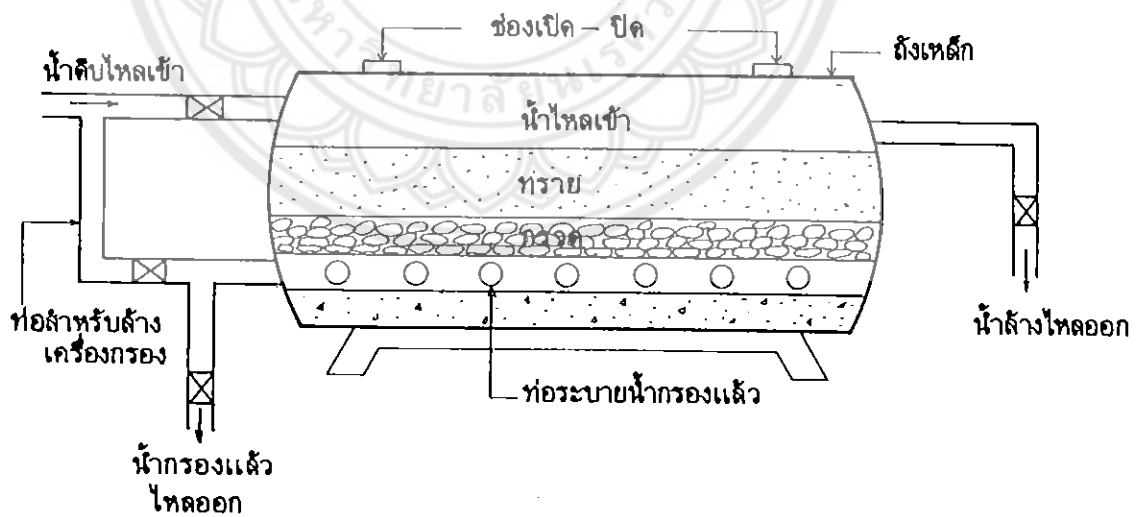 ช่องเปิด - ปิด
ถังเหล็ก
น้ำดิบไหลเข้า
น้ำไหลเข้า
ทราย
กรวด
ท่อสำหรับล้าง
เครื่องกรอง
น้ำล้างไหลออก
ท่อระบายน้ำกรองแล้ว
น้ำกรองแล้ว
ไหลออก